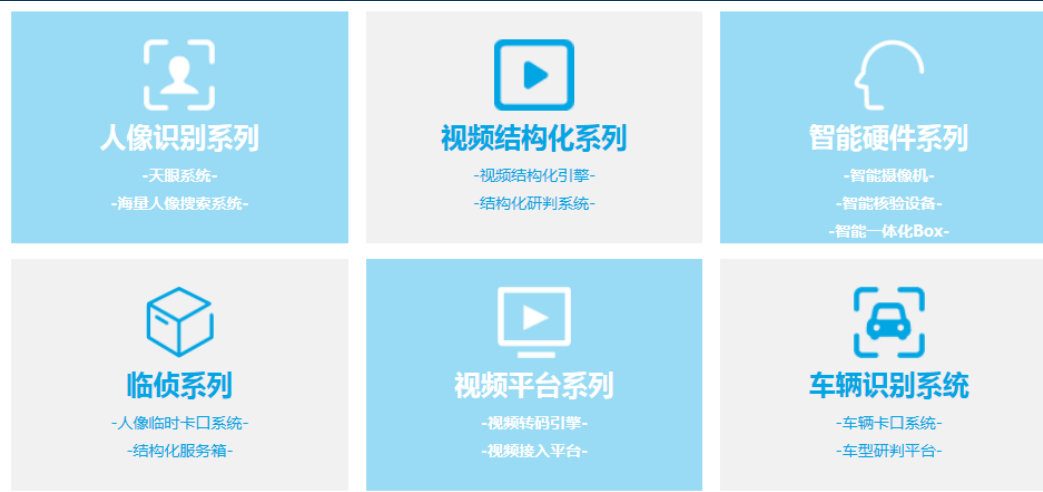 人像识别系列
-天眼系统-
-海量人像搜索系统-
视频结构化系列
-视频结构化引擎-
-结构化研判系统-
智能硬件系列
-智能摄像机-
-智能核验设备-
-智能一体化Box-
临侦系列
-人像临时卡口系统-
-结构化服务箱-
视频平台系列
-视频转码引擎-
-视频接入平台-
车辆识别系统
-车辆卡口系统-
-车型研判平台-